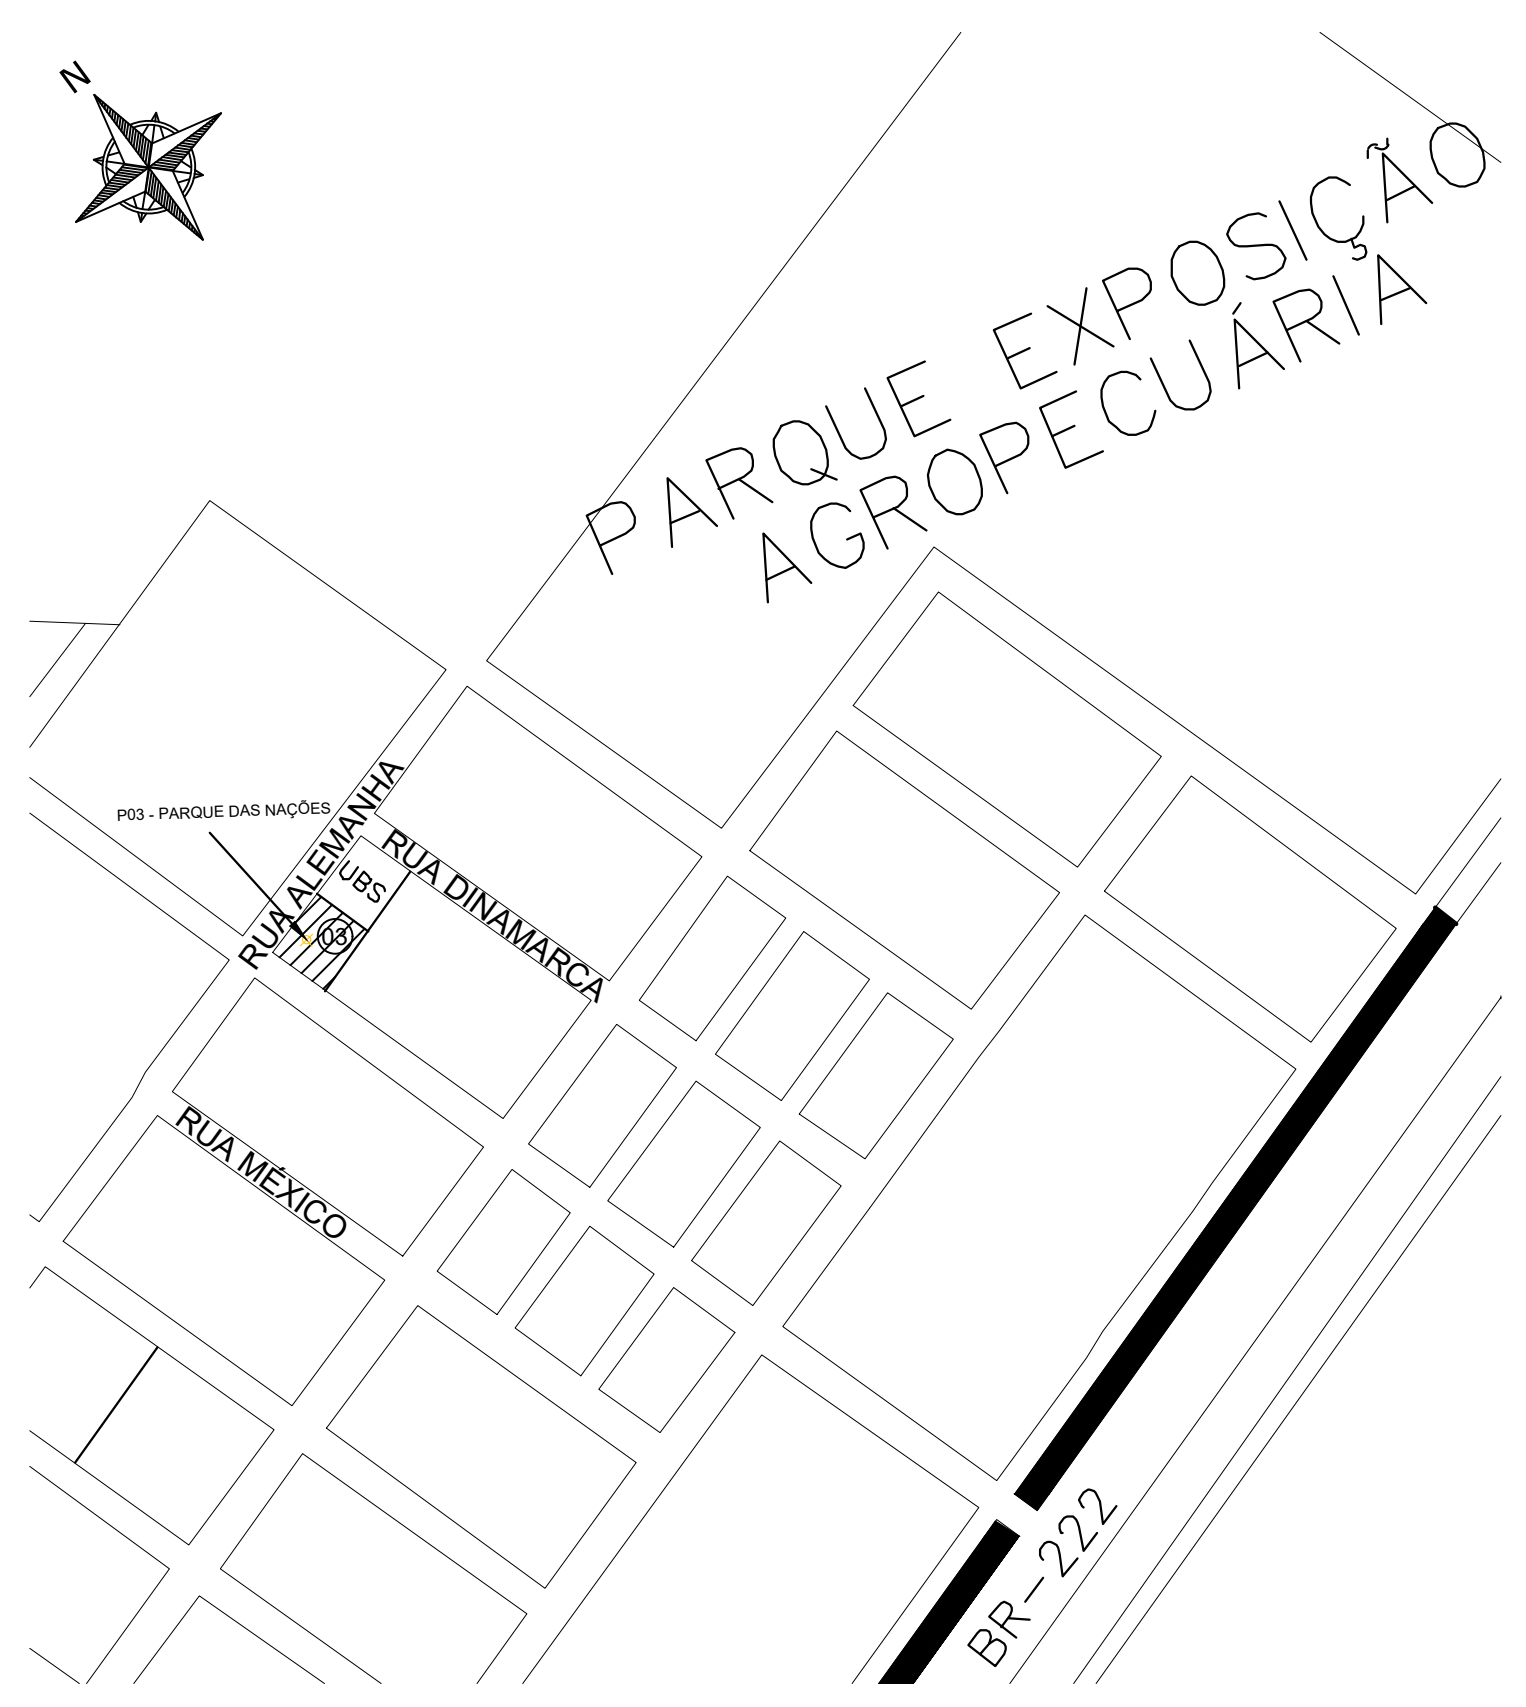 N
PARQUE EXPOSIÇÃO
AGROPECUÁRIA
P03 - PARQUE DAS NAÇÕES
RUA ALEMANHA
RUA DINAMARCA
UBS
03
RUA MÉXICO
BR-222